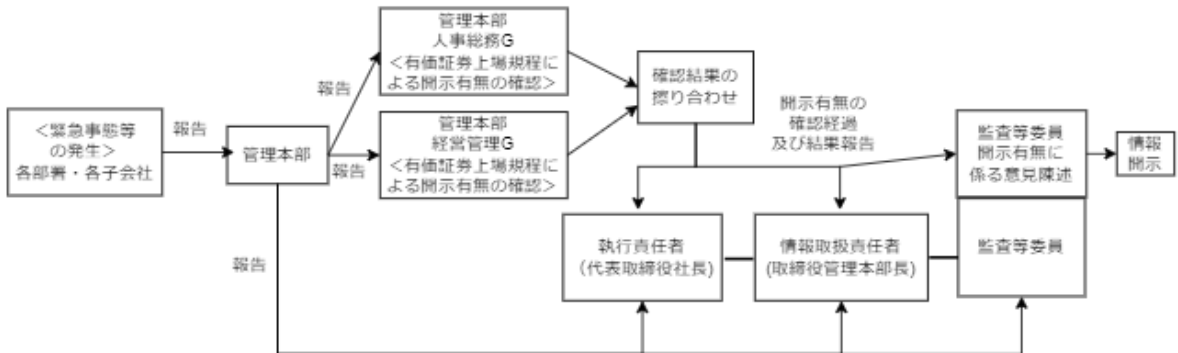 <緊急事態等
の発生>
各部署・各子会社
報告
管理本部
報告
報告
報告
管理本部
人事総務G
<有価証券上場規程に
よる開示有無の確認>
管理本部
経営管理G
<有価証券上場規程に
よる開示有無の確認>
確認結果の
擦り合わせ
開示有無の
確認経過
及び結果報告
監査等委員
開示有無に
係る意見陳述
情報
開示
執行責任者
(代表取締役社長)
情報取扱責任者
(取締役管理本部長)
監査等委員